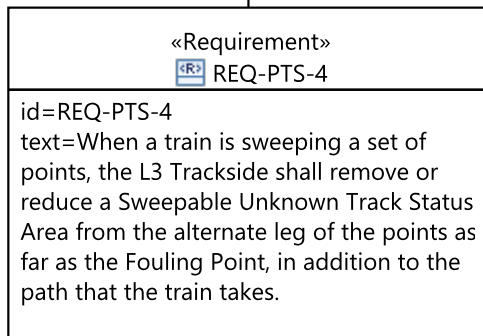 «Requirement»
<R> REQ-PTS-4
id=REQ-PTS-4
text=When a train is sweeping a set of
points, the L3 Trackside shall remove or
reduce a Sweepable Unknown Track Status
Area from the alternate leg of the points as
far as the Fouling Point, in addition to the
path that the train takes.